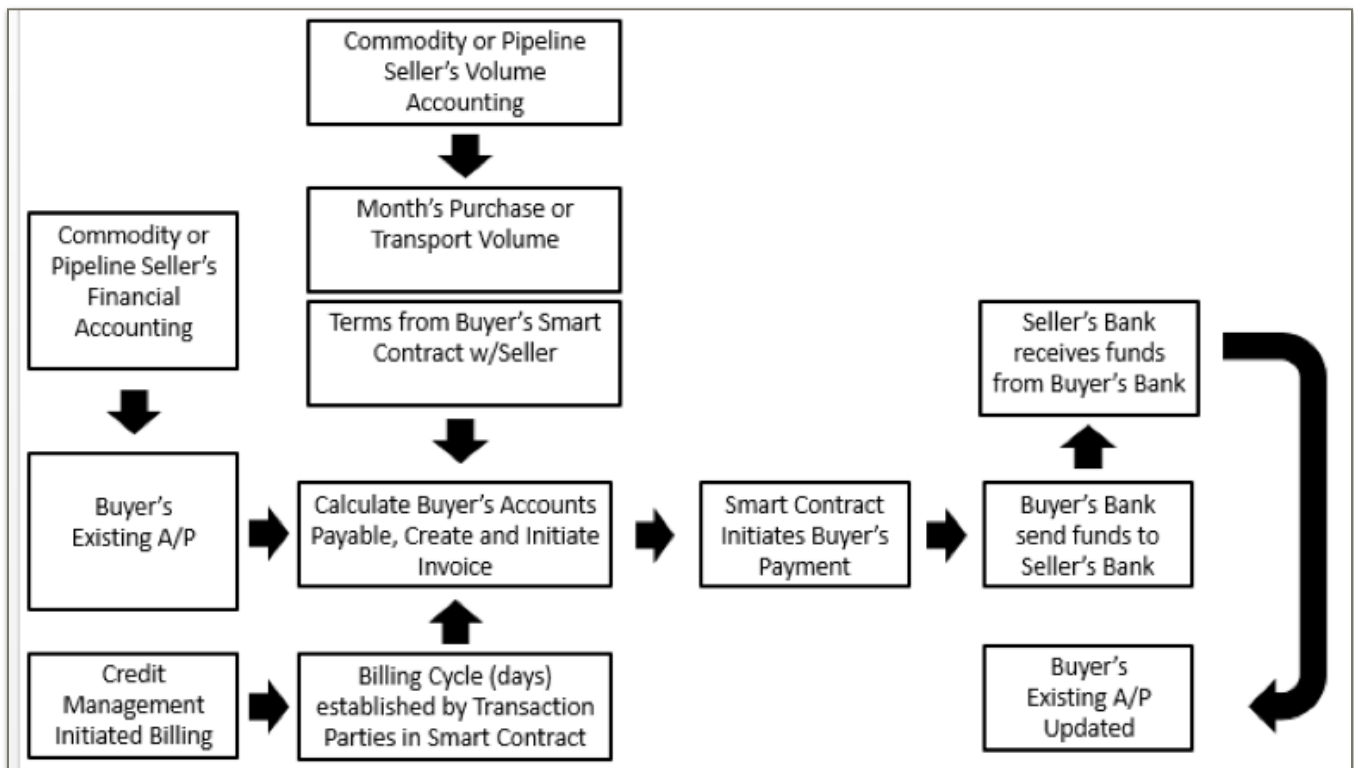 Commodity or Pipeline
Seller’s Volume
Accounting
Month’s Purchase or
Transport Volume
Commodity or
Pipeline Seller’s
Financial
Accounting
Terms from Buyer’s Smart
Contract w/Seller
Seller’s Bank
receives funds
from Buyer’s Bank
Buyer’s
Existing A/P
Calculate Buyer’s Accounts
Payable, Create and Initiate
Invoice
Smart Contract
Initiates Buyer’s
Payment
Buyer’s Bank
send funds to
Seller’s Bank
Credit
Management
Initiated Billing
Billing Cycle (days)
established by Transaction
Parties in Smart Contract
Buyer’s
Existing A/P
Updated